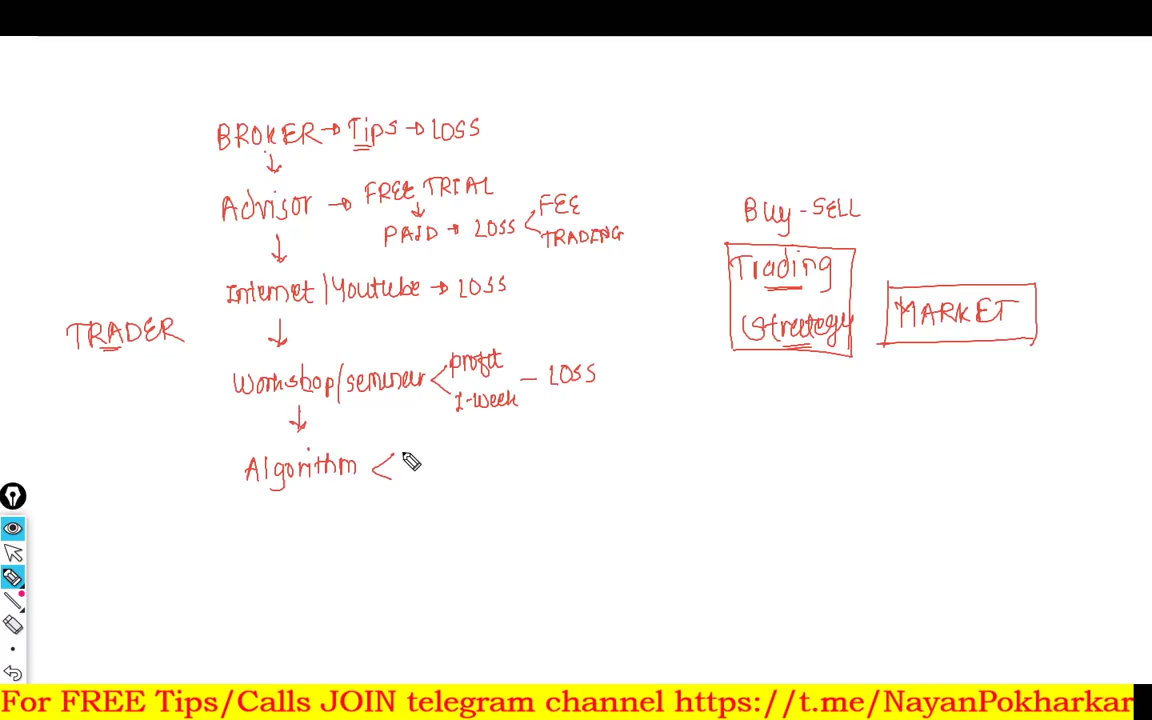 BROKER → Tips → LOSS
Advisor → FREE TRIAL
PAID → LOSS < FEE
TRADING
Internet / Youtube → LOSS
TRADER
Workshop/seminar < profit
1-Week – LOSS
Algorithm <
Buy - SELL
Trading
Strategy
MARKET
For FREE Tips/Calls JOIN telegram channel https://t.me/NayanPokharkar